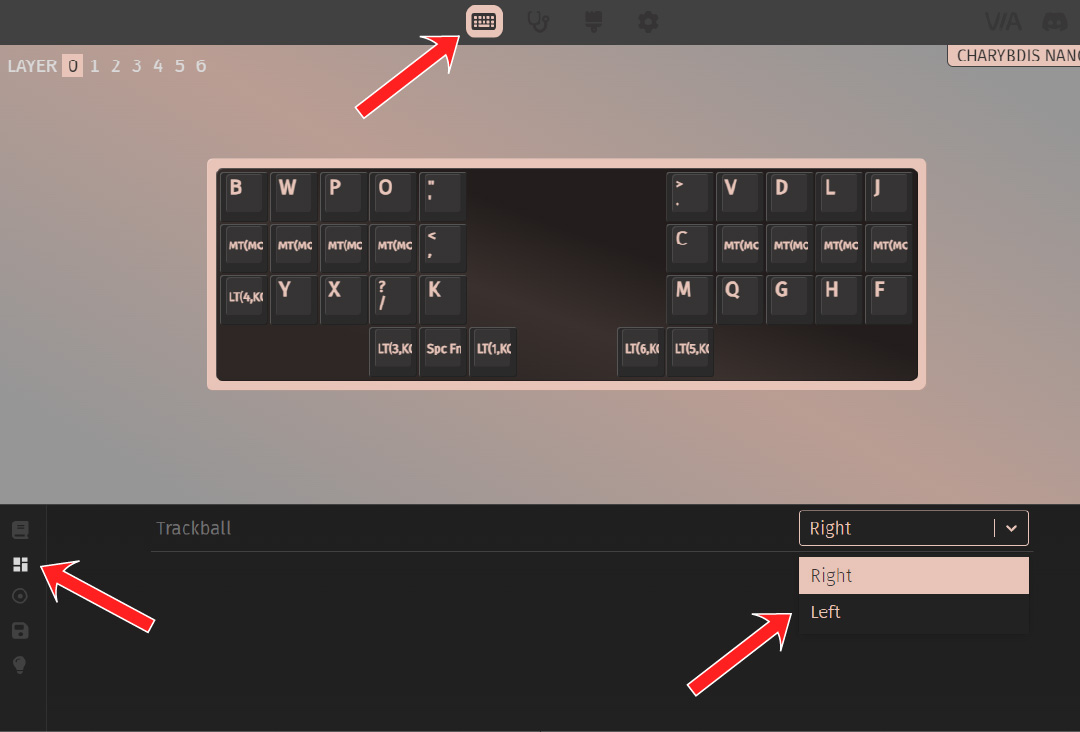 VIA
LAYER 0 1 2 3 4 5 6
CHARYBDIS NANO
B W P O " '
> . V D L J
MT(MC MT(MC MT(MC MT(MC < ,
C MT(MC MT(MC MT(MC MT(MC
LT(4,KC Y X ? / K
M Q G H F
LT(3,KC Spc Fn LT(1,KC
LT(6,KC LT(5,KC
Trackball
Right
Right
Left